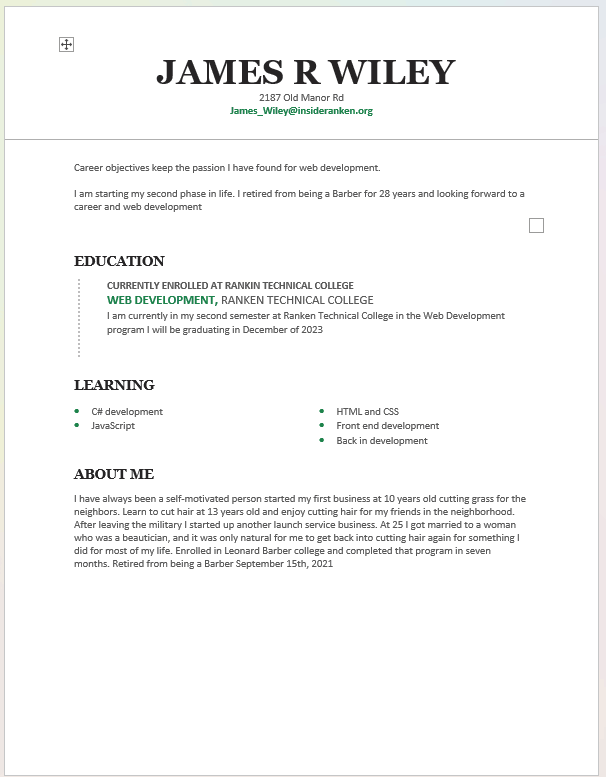 JAMES R WILEY
2187 Old Manor Rd
James_Wiley@insideranken.org
Career objectives keep the passion I have found for web development.
I am starting my second phase in life. I retired from being a Barber for 28 years and looking forward to a
career and web development
EDUCATION
CURRENTLY ENROLLED AT RANKEN TECHNICAL COLLEGE
WEB DEVELOPMENT, RANKEN TECHNICAL COLLEGE
I am currently in my second semester at Ranken Technical College in the Web Development
program I will be graduating in December of 2023
LEARNING
• C# development
• JavaScript
• HTML and CSS
• Front end development
• Back in development
ABOUT ME
I have always been a self-motivated person started my first business at 10 years old cutting grass for the
neighbors. Learn to cut hair at 13 years old and enjoy cutting hair for my friends in the neighborhood.
After leaving the military I started up another launch service business. At 25 I got married to a woman
who was a beautician, and it was only natural for me to get back into cutting hair again for something I
did for most of my life. Enrolled in Leonard Barber college and completed that program in seven
months. Retired from being a Barber September 15th, 2021